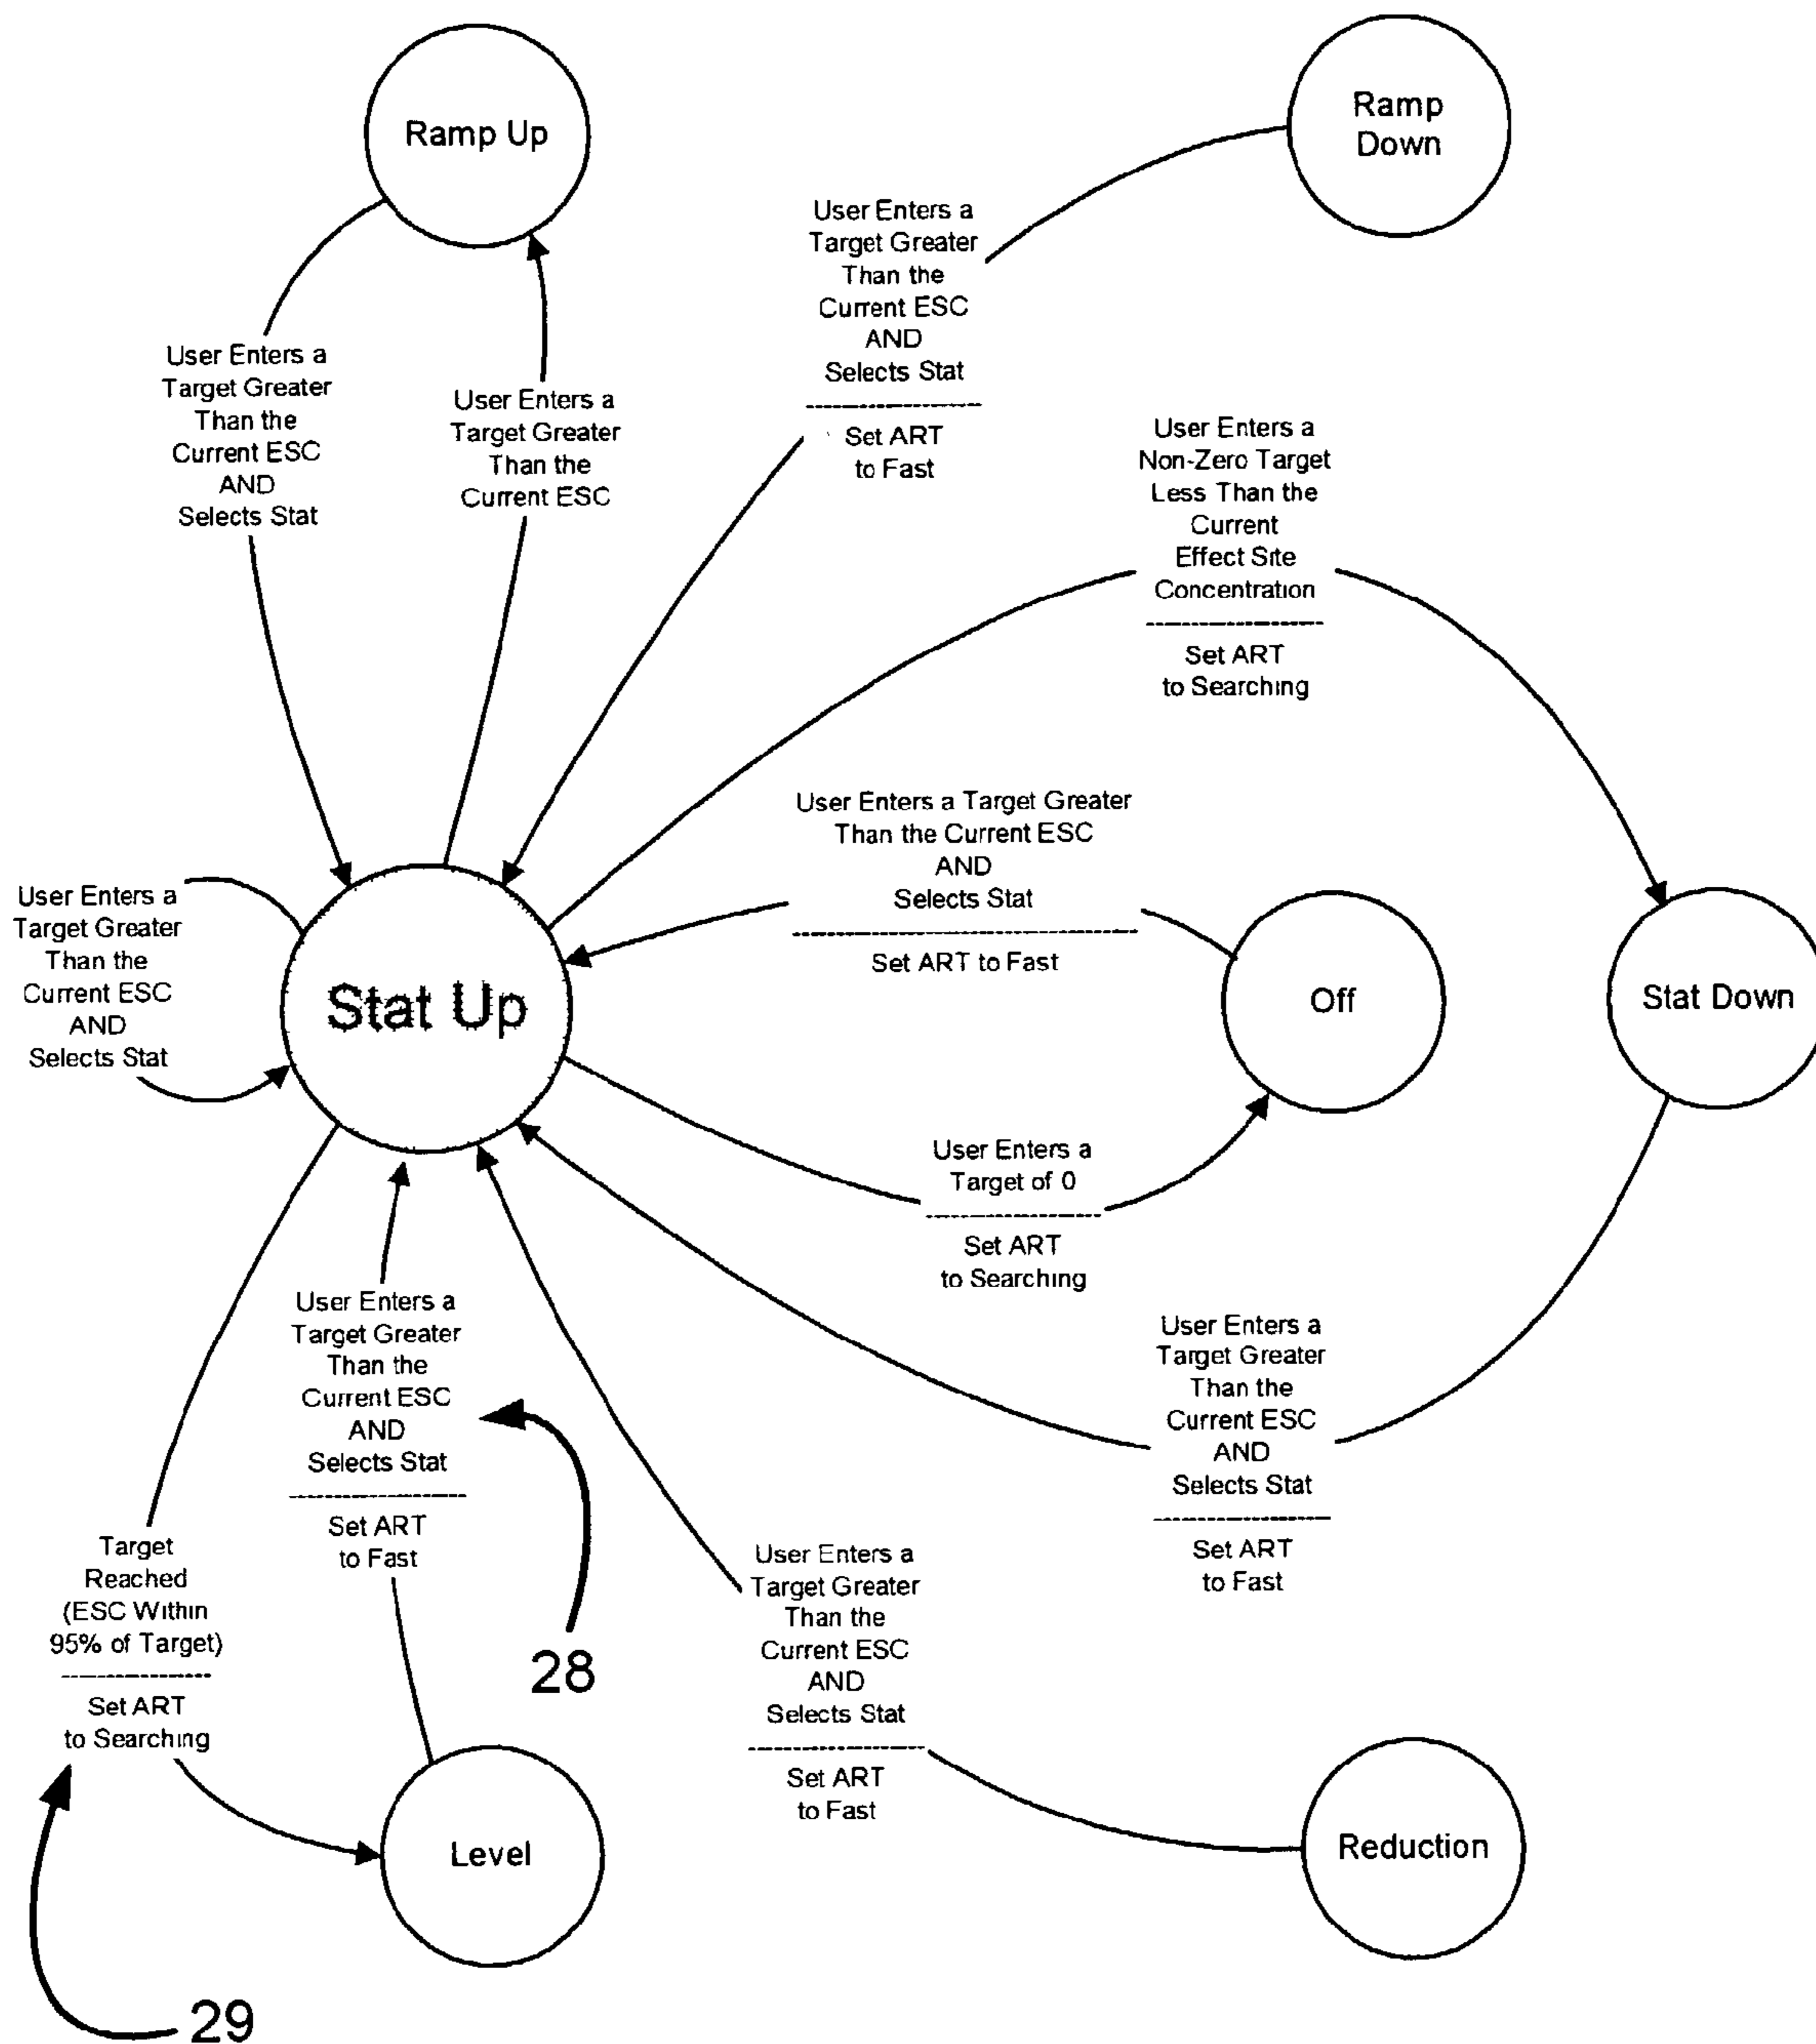 Ramp Up
Ramp
Down
User Enters a
Target Greater
Than the
Current ESC
AND
Selects Stat
Set ART
to Fast
User Enters a
Target Greater
Than the
Current ESC
AND
Selects Stat
User Enters a
Target Greater
Than the
Current ESC
User Enters a
Non-Zero Target
Less Than the
Current
Effect Site
Concentration
Set ART
to Searching
User Enters a Target Greater
Than the Current ESC
AND
Selects Stat
Set ART to Fast
User Enters a
Target Greater
Than the
Current ESC
AND
Selects Stat
Stat Up
Off
Stat Down
User Enters a
Target of 0
Set ART
to Searching
User Enters a
Target Greater
Than the
Current ESC
AND
Selects Stat
Set ART
to Fast
User Enters a
Target Greater
Than the
Current ESC
AND
Selects Stat
Set ART
to Fast
Target
Reached
(ESC Within
95% of Target)
Set ART
to Searching
User Enters a
Target Greater
Than the
Current ESC
AND
Selects Stat
Set ART
to Fast
28
Level
Reduction
29